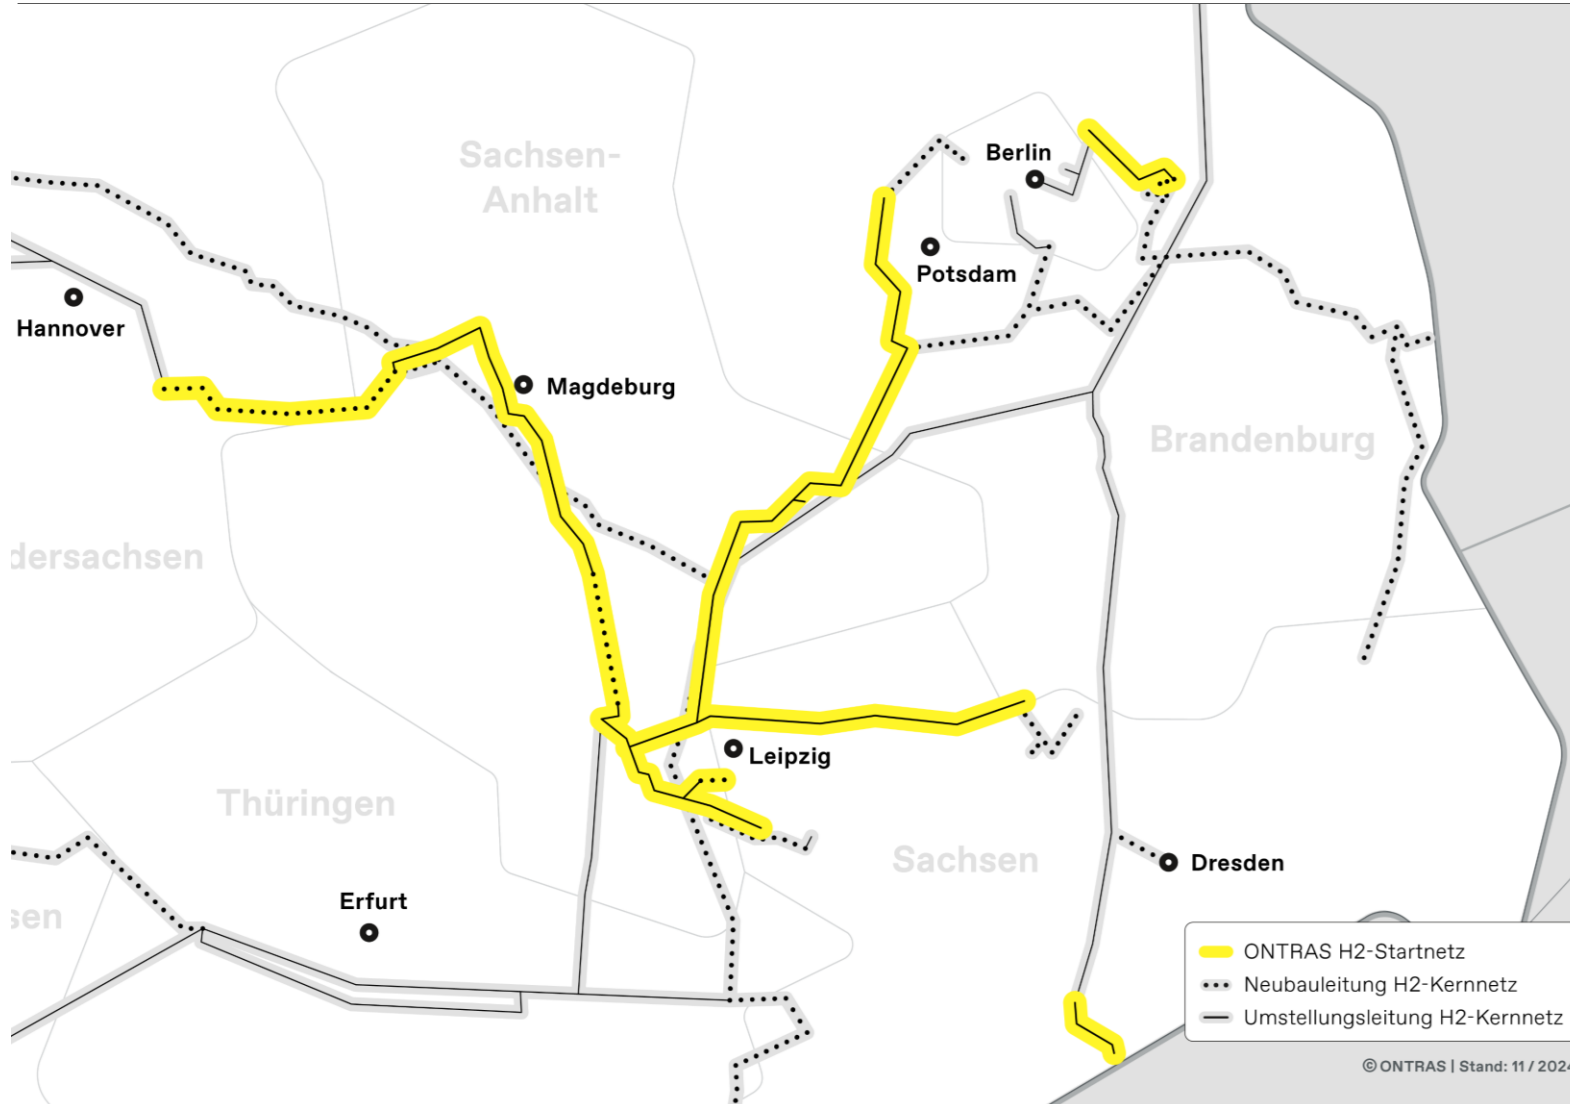 Sachsen-
Anhalt
Berlin
Potsdam
Hannover
Magdeburg
Brandenburg
dersachsen
Leipzig
Thüringen
Sachsen
Dresden
Erfurt
sen
ONTRAS H2-Startnetz
Neubauleitung H2-Kernnetz
Umstellungsleitung H2-Kernnetz
© ONTRAS | Stand: 11 / 2024